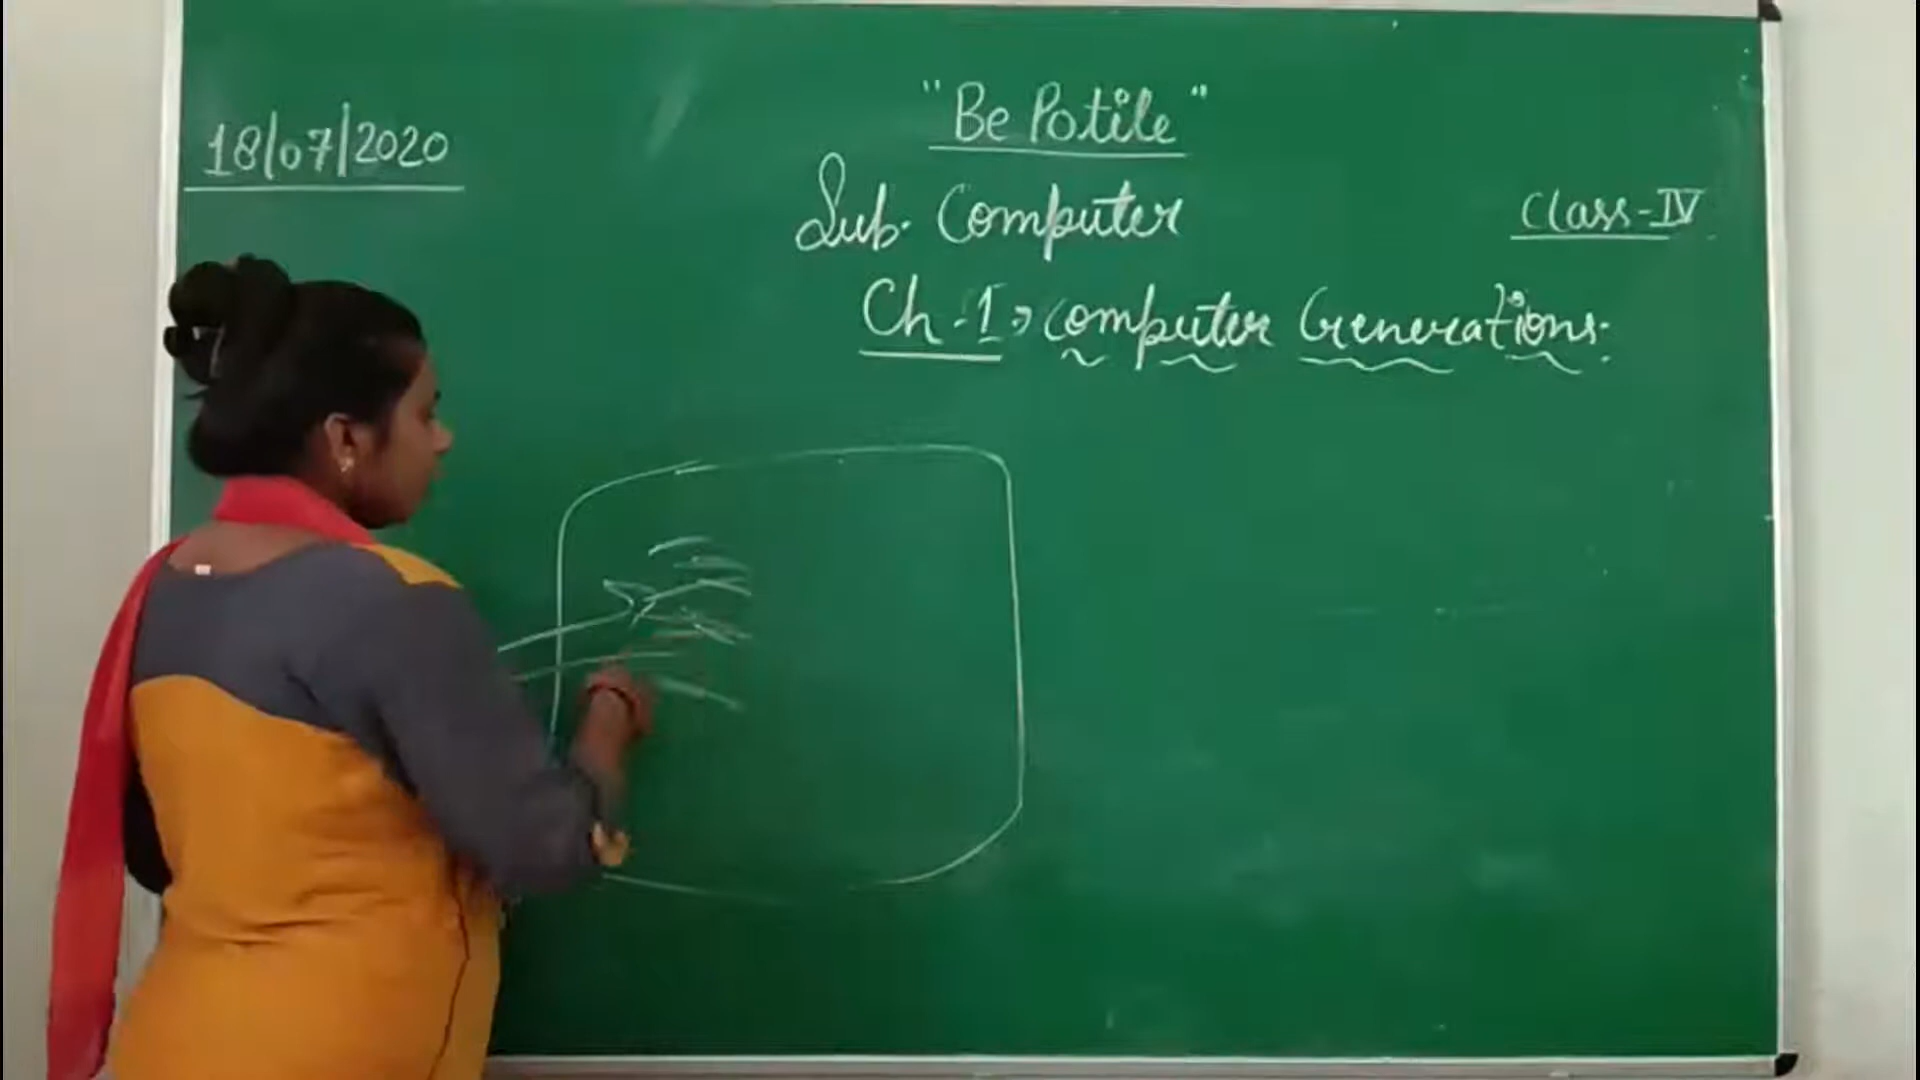 18/07/2020
"Be Potile"
Sub. Computer
Class-IV
Ch-1, Computer Generations.